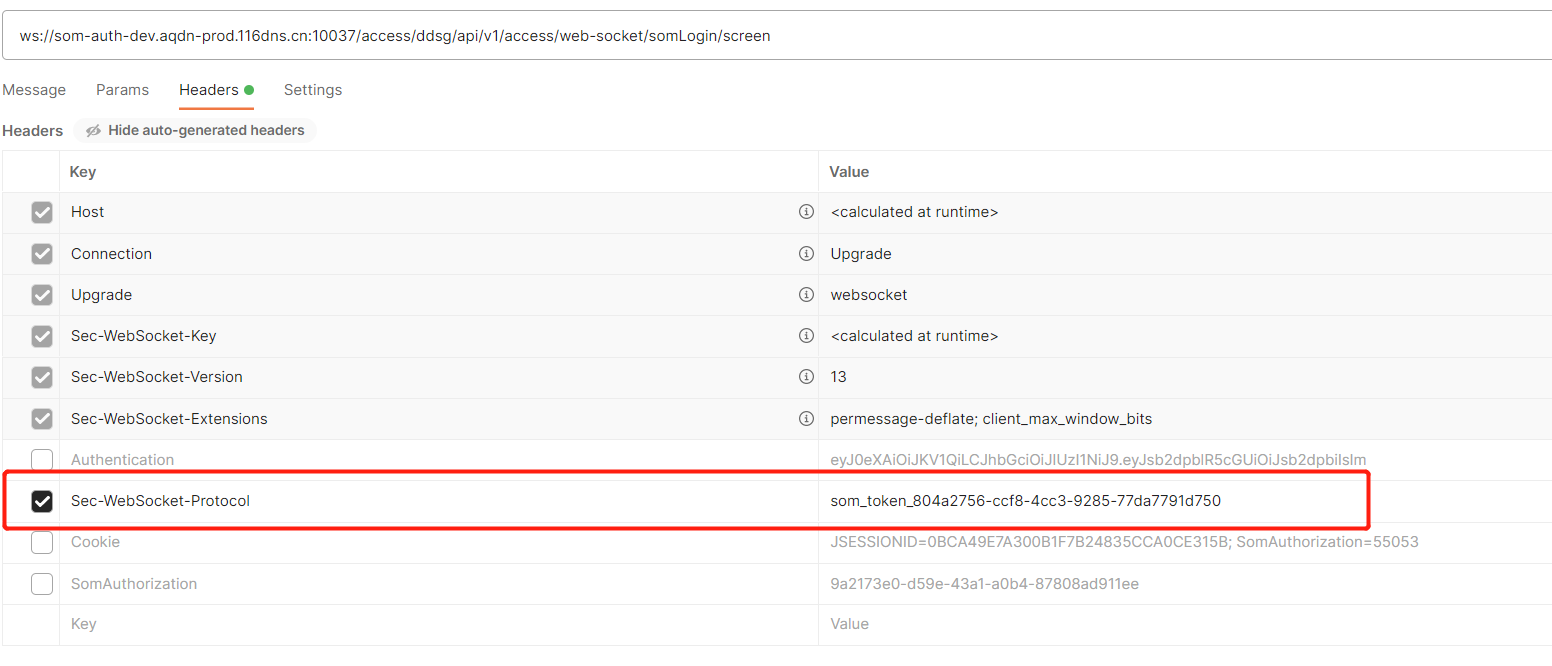 ws://som-auth-dev.aqdn-prod.116dns.cn:10037/access/ddsg/api/v1/access/web-socket/somLogin/screen
Message Params Headers Settings
Headers Hide auto-generated headers
Key Value
Host <calculated at runtime>
Connection Upgrade
Upgrade websocket
Sec-WebSocket-Key <calculated at runtime>
Sec-WebSocket-Version 13
Sec-WebSocket-Extensions permessage-deflate; client_max_window_bits
Authentication eyJ0eXAiOiJKV1QiLCJhbGciOiJIUzI1NiJ9.eyJsb2dpblR5cGUiOiJsb2dpbiIsIm
Sec-WebSocket-Protocol som_token_804a2756-ccf8-4cc3-9285-77da7791d750
Cookie JSESSIONID=0BCA49E7A300B1F7B24835CCA0CE315B; SomAuthorization=55053
SomAuthorization 9a2173e0-d59e-43a1-a0b4-87808ad911ee
Key Value